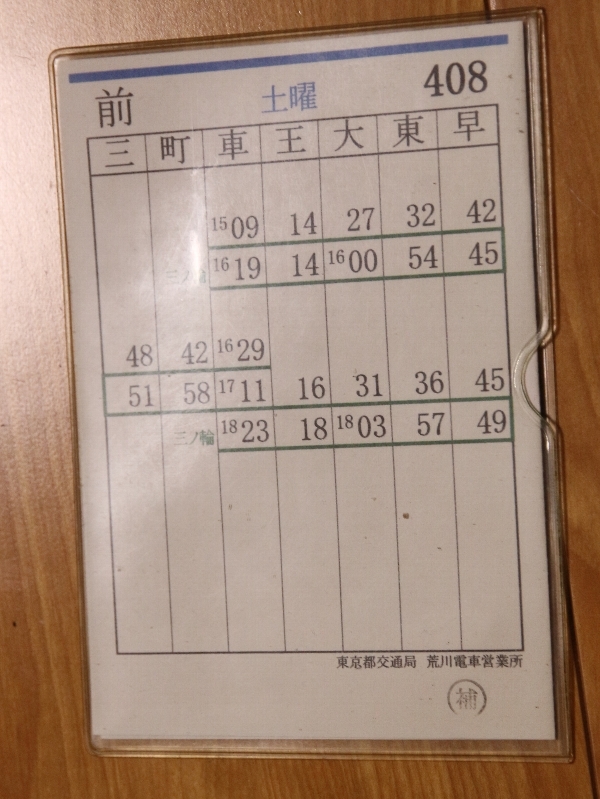 前 土曜 408
三 町 車 王 大 東 早
15 09 14 27 32 42
三ノ輪 16 19 14 16 00 54 45
48 42 16 29
51 58 17 11 16 31 36 45
三ノ輪 18 23 18 18 03 57 49
東京都交通局 荒川電車営業所
補